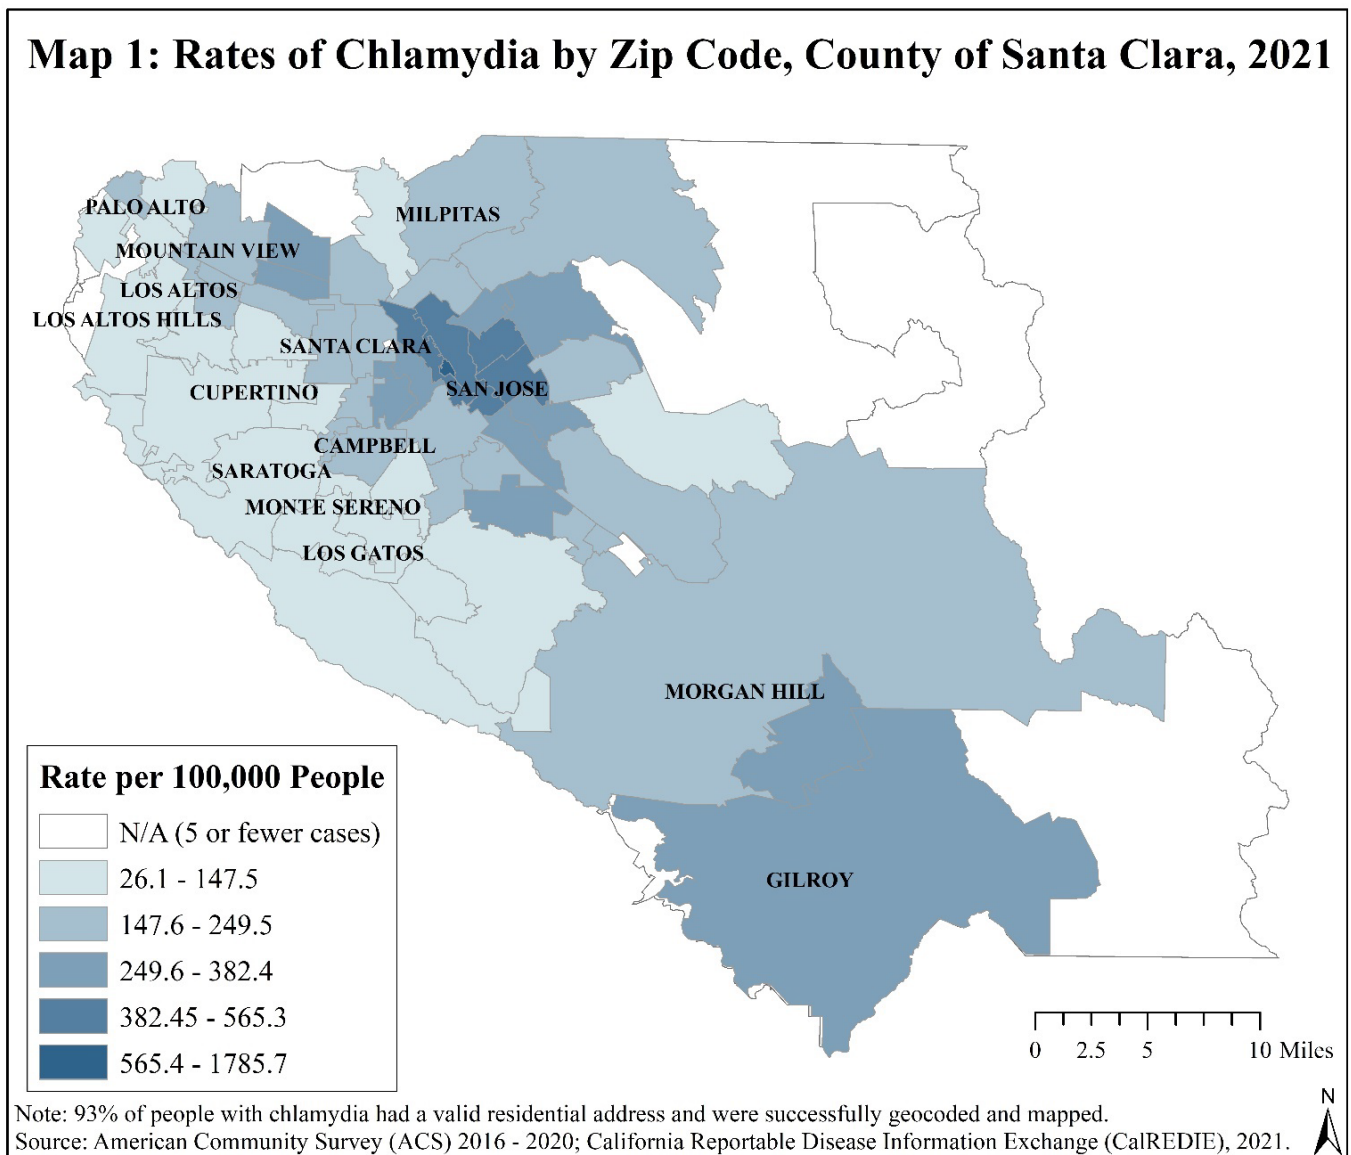 Map 1: Rates of Chlamydia by Zip Code, County of Santa Clara, 2021
PALO ALTO
MILPITAS
MOUNTAIN VIEW
LOS ALTOS
LOS ALTOS HILLS
SANTA CLARA
CUPERTINO
SAN JOSE
CAMPBELL
SARATOGA
MONTE SERENO
LOS GATOS
MORGAN HILL
GILROY
Rate per 100,000 People
N/A (5 or fewer cases)
26.1 - 147.5
147.6 - 249.5
249.6 - 382.4
382.45 - 565.3
565.4 - 1785.7
0 2.5 5 10 Miles
N
Note: 93% of people with chlamydia had a valid residential address and were successfully geocoded and mapped.
Source: American Community Survey (ACS) 2016 - 2020; California Reportable Disease Information Exchange (CalREDIE), 2021.